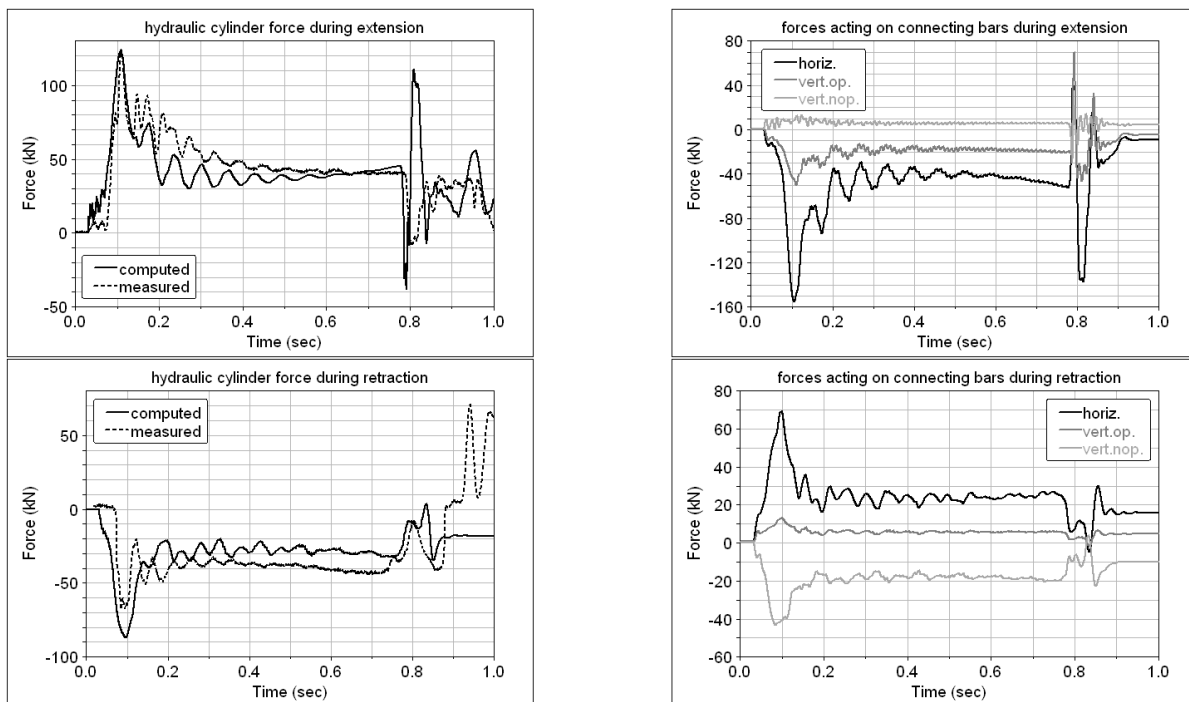 hydraulic cylinder force during extension
Force (kN)
100
50
0
-50
computed
measured
0.0 0.2 0.4 0.6 0.8 1.0
Time (sec)
forces acting on connecting bars during extension
Force (kN)
80
40
0
-40
-80
-120
-160
horiz.
vert.op.
vert.nop.
0.0 0.2 0.4 0.6 0.8 1.0
Time (sec)
hydraulic cylinder force during retraction
Force (kN)
50
0
-50
-100
computed
measured
0.0 0.2 0.4 0.6 0.8 1.0
Time (sec)
forces acting on connecting bars during retraction
Force (kN)
80
60
40
20
0
-20
-40
-60
horiz.
vert.op.
vert.nop.
0.0 0.2 0.4 0.6 0.8 1.0
Time (sec)